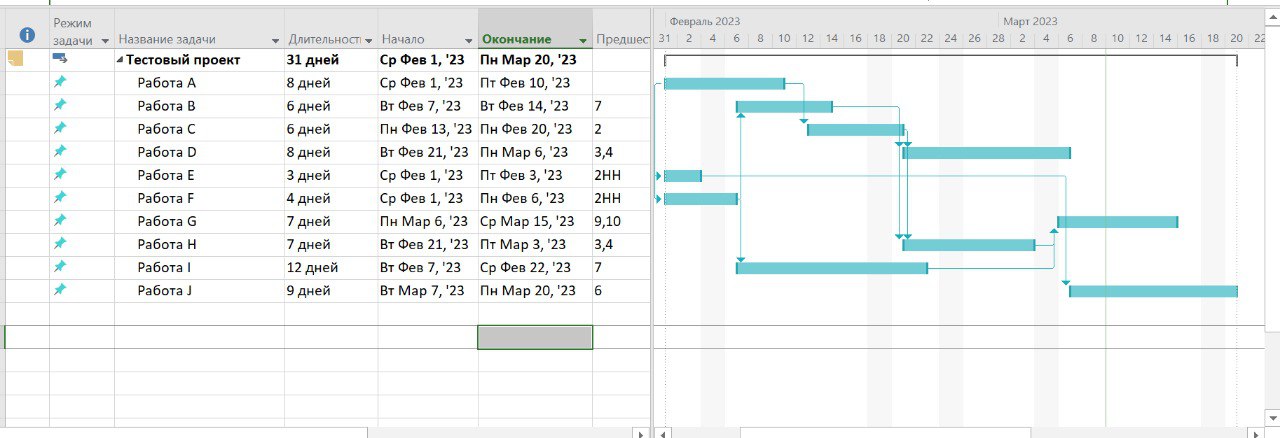 Режим задачи Название задачи Длительность Начало Окончание Предшест
Февраль 2023 Март 2023
31 2 4 6 8 10 12 14 16 18 20 22 24 26 28 2 4 6 8 10 12 14 16 18 20 22
Тестовый проект 31 дней Ср Фев 1, '23 Пн Мар 20, '23
Работа A 8 дней Ср Фев 1, '23 Пт Фев 10, '23
Работа B 6 дней Вт Фев 7, '23 Вт Фев 14, '23 7
Работа C 6 дней Пн Фев 13, '23 Пн Фев 20, '23 2
Работа D 8 дней Вт Фев 21, '23 Пн Мар 6, '23 3,4
Работа E 3 дней Ср Фев 1, '23 Пт Фев 3, '23 2НН
Работа F 4 дней Ср Фев 1, '23 Пн Фев 6, '23 2НН
Работа G 7 дней Пн Мар 6, '23 Ср Мар 15, '23 9,10
Работа H 7 дней Вт Фев 21, '23 Пт Мар 3, '23 3,4
Работа I 12 дней Вт Фев 7, '23 Ср Фев 22, '23 7
Работа J 9 дней Вт Мар 7, '23 Пн Мар 20, '23 6